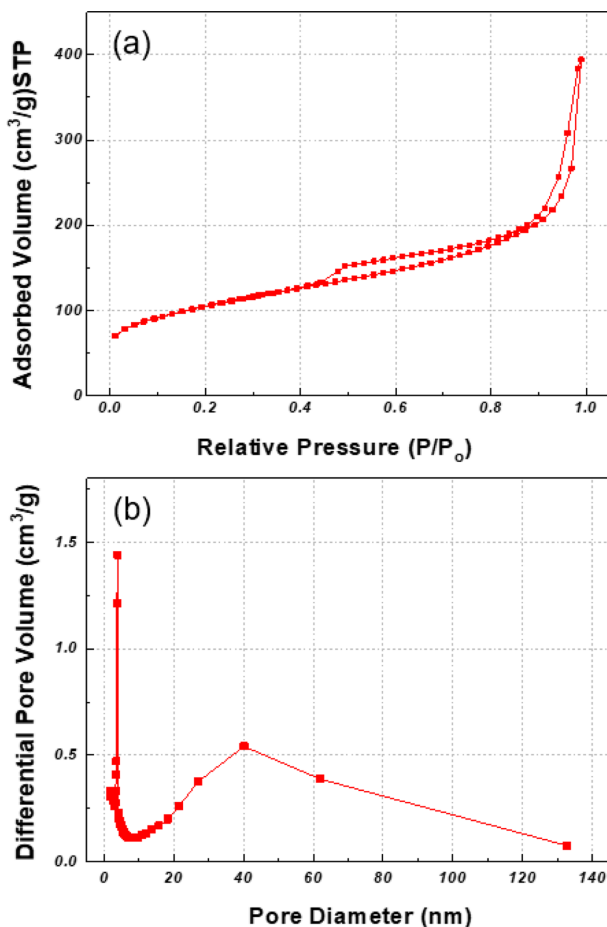 (a)
Adsorbed Volume (cm³/g)STP
400
300
200
100
0
0.0 0.2 0.4 0.6 0.8 1.0
Relative Pressure (P/Pₒ)
(b)
Differential Pore Volume (cm³/g)
1.5
1.0
0.5
0.0
0 20 40 60 80 100 120 140
Pore Diameter (nm)